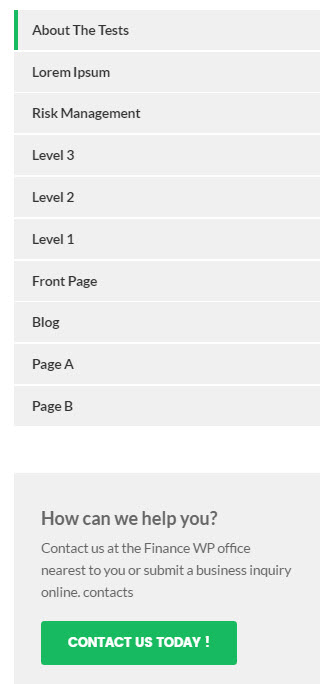 About The Tests
Lorem Ipsum
Risk Management
Level 3
Level 2
Level 1
Front Page
Blog
Page A
Page B
How can we help you?
Contact us at the Finance WP office
nearest to you or submit a business inquiry
online. contacts
CONTACT US TODAY !